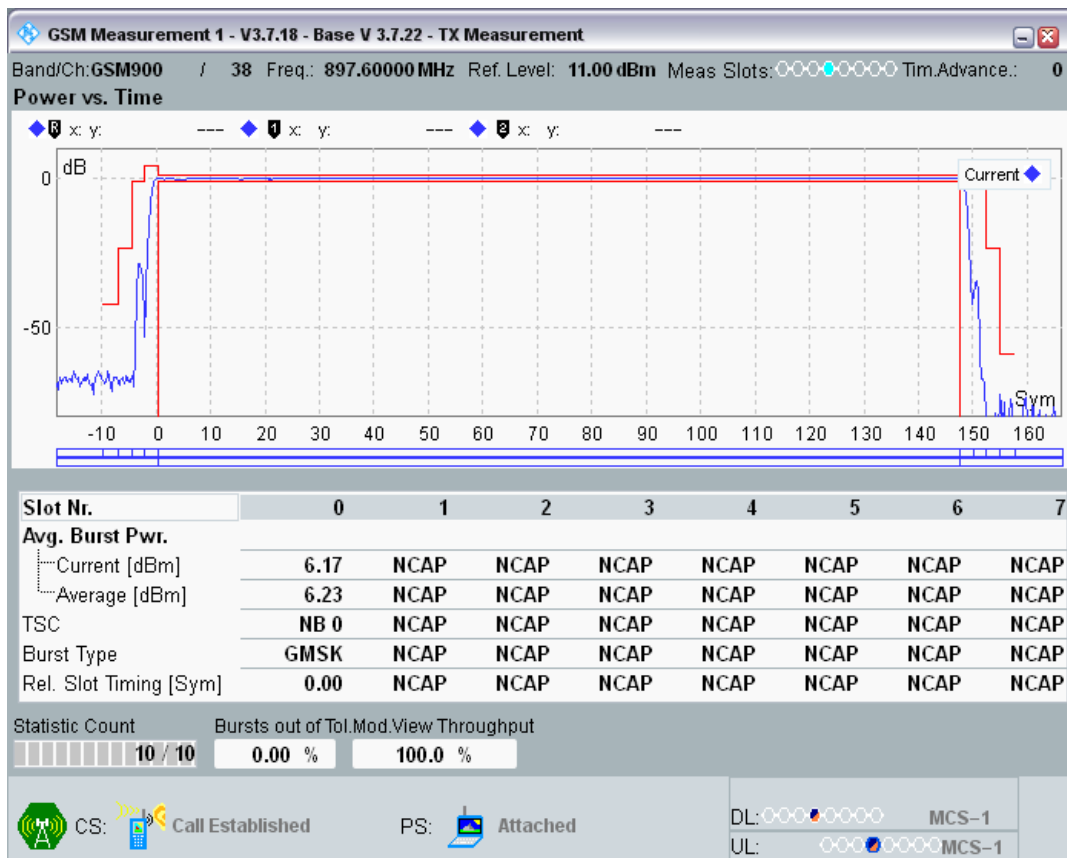 GSM Measurement 1 - V3.7.18 - Base V 3.7.22 - TX Measurement
Band/Ch:GSM900 / 38 Freq.: 897.60000 MHz Ref. Level: 11.00 dBm Meas Slots: Tim.Advance.: 0
Power vs. Time
R x: y: --- 1 x: y: --- 2 x: y: ---
dB
0
Current
-50
Sym
-10 0 10 20 30 40 50 60 70 80 90 100 110 120 130 140 150 160
Slot Nr. 0 1 2 3 4 5 6 7
Avg. Burst Pwr.
Current [dBm] 6.17 NCAP NCAP NCAP NCAP NCAP NCAP NCAP
Average [dBm] 6.23 NCAP NCAP NCAP NCAP NCAP NCAP NCAP
TSC NB 0 NCAP NCAP NCAP NCAP NCAP NCAP NCAP
Burst Type GMSK NCAP NCAP NCAP NCAP NCAP NCAP NCAP
Rel. Slot Timing [Sym] 0.00 NCAP NCAP NCAP NCAP NCAP NCAP NCAP
Statistic Count Bursts out of Tol.Mod.View Throughput
10 / 10 0.00 % 100.0 %
CS: Call Established PS: Attached
DL: MCS-1
UL: MCS-1